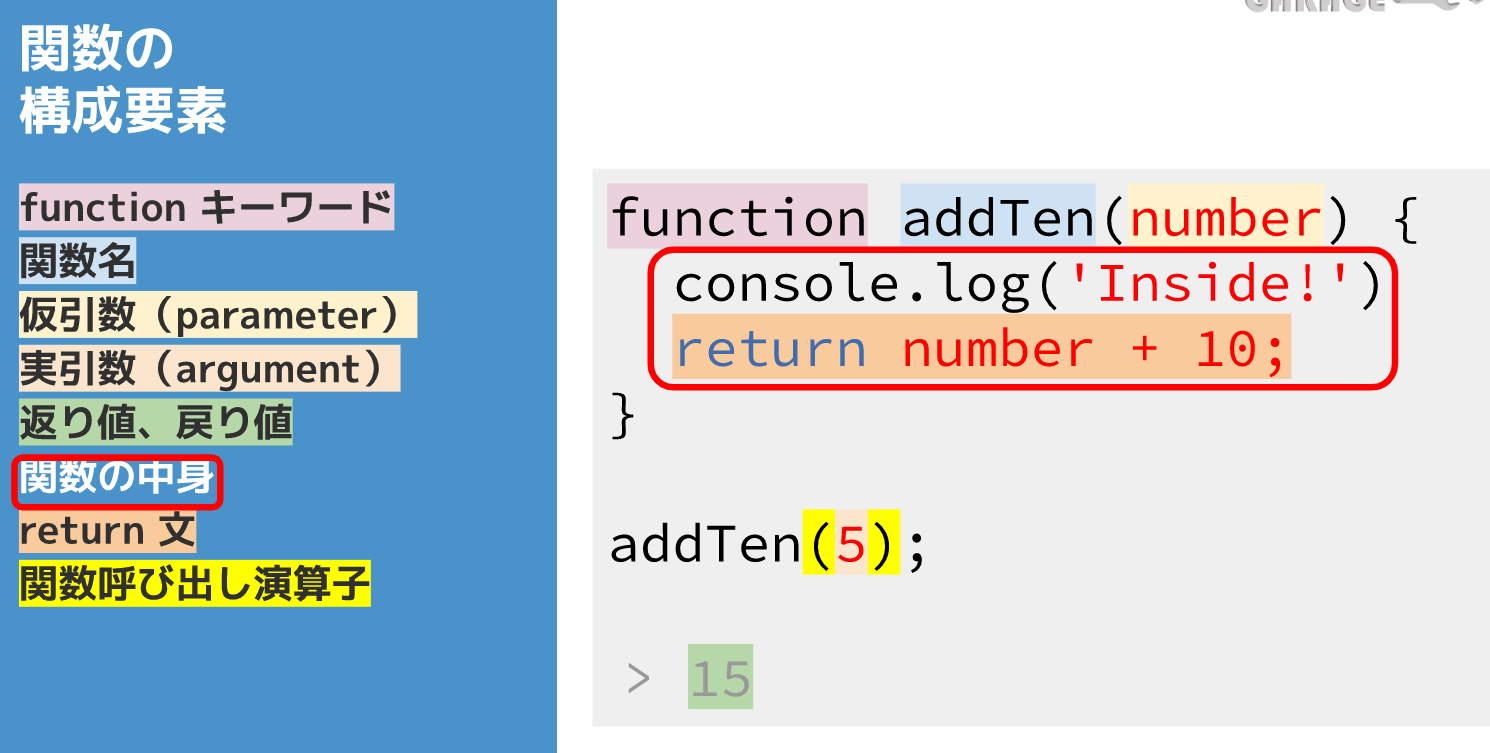 関数の
構成要素
function キーワード
関数名
仮引数（parameter）
実引数（argument）
返り値、戻り値
関数の中身
return 文
関数呼び出し演算子
GARAGE
function addTen(number) {
console.log('Inside!')
return number + 10;
}
addTen(5);
> 15